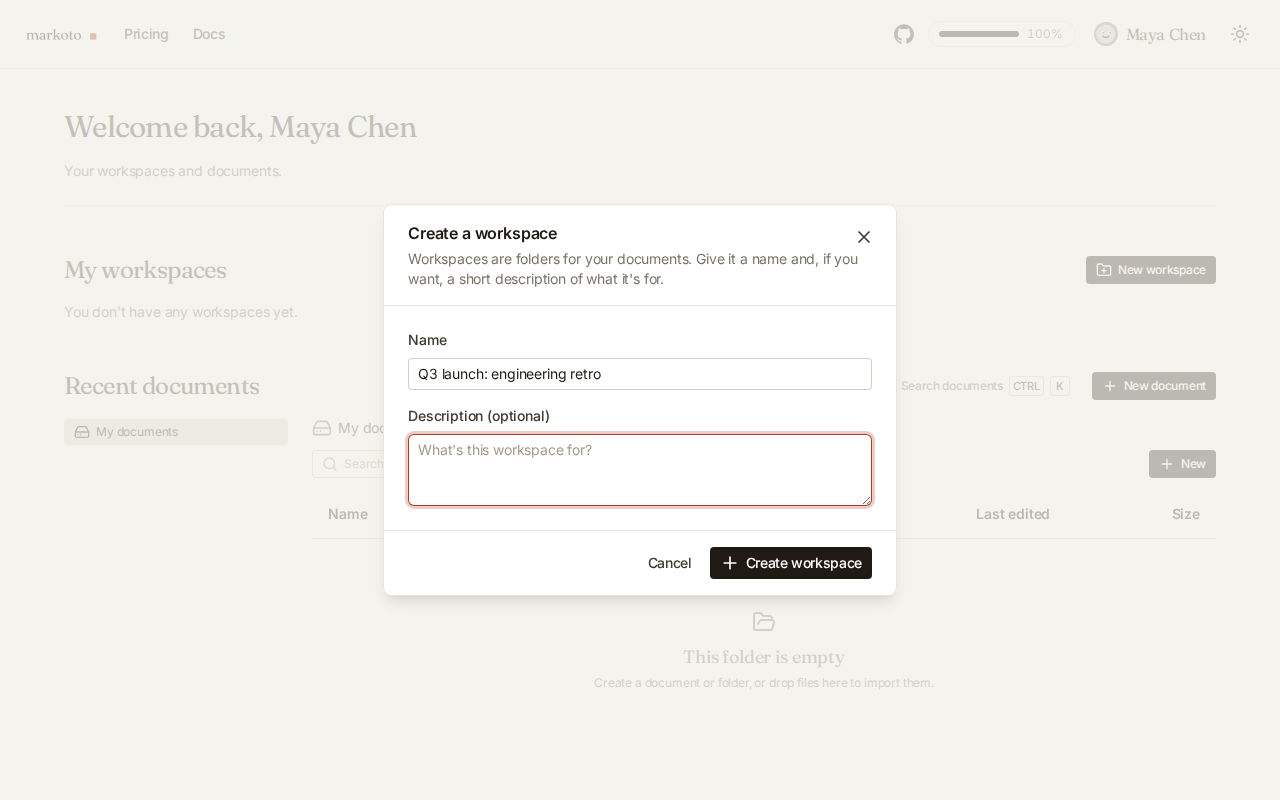 markoto
Pricing
Docs
100%
Maya Chen
Welcome back, Maya Chen
Your workspaces and documents.
My workspaces
New workspace
You don't have any workspaces yet.
Create a workspace
Workspaces are folders for your documents. Give it a name and, if you
want, a short description of what it's for.
Name
Q3 launch: engineering retro
Description (optional)
What's this workspace for?
Cancel
Create workspace
Recent documents
Search documents CTRL K
New document
My documents
My doc
Search
New
Name
Last edited
Size
This folder is empty
Create a document or folder, or drop files here to import them.